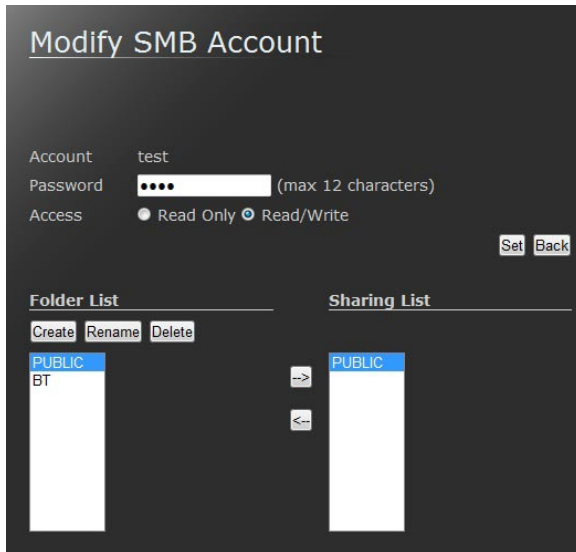 Modify SMB Account
Account test
Password •••• (max 12 characters)
Access Read Only Read/Write
Set Back
Folder List Sharing List
Create Rename Delete
PUBLIC PUBLIC
BT
-->
<--